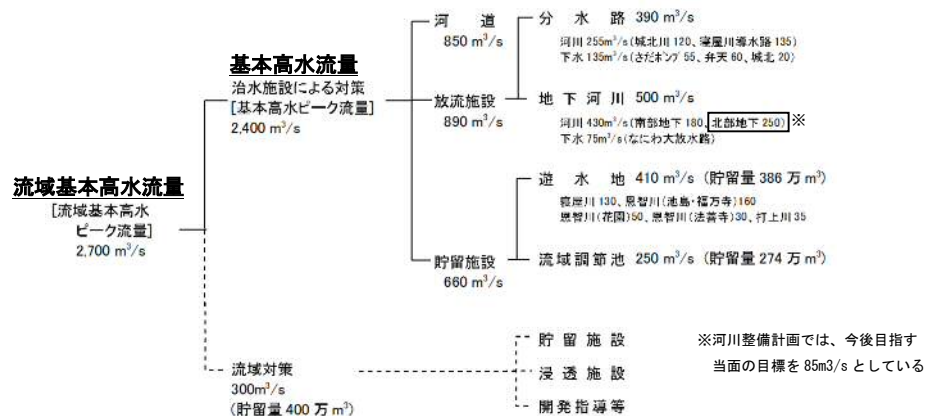 河道
850 m³/s
分水路 390 m³/s
河川 255m³/s(城北川 120、寝屋川導水路 135)
下水 135m³/s(さだポンプ 55、弁天 60、城北 20)
基本高水流量
治水施設による対策
[基本高水ピーク流量]
2,400 m³/s
放流施設
890 m³/s
地下河川 500 m³/s
河川 430m³/s(南部地下 180、北部地下 250) ※
下水 75m³/s(なにわ大放水路)
流域基本高水流量
[流域基本高水
ピーク流量]
2,700 m³/s
遊水地 410 m³/s (貯留量 386 万 m³)
寝屋川 130、恩智川(池島・福万寺)160
恩智川(花園)50、恩智川(法善寺)30、打上川 35
貯留施設
660 m³/s
流域調節池 250 m³/s (貯留量 274 万 m³)
流域対策
300m³/s
(貯留量 400 万 m³)
貯留施設
浸透施設
開発指導等
※河川整備計画では、今後目指す
当面の目標を 85m3/s としている